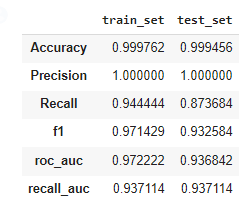 train_set test_set
Accuracy 0.999762 0.999456
Precision 1.000000 1.000000
Recall 0.944444 0.873684
f1 0.971429 0.932584
roc_auc 0.972222 0.936842
recall_auc 0.937114 0.937114